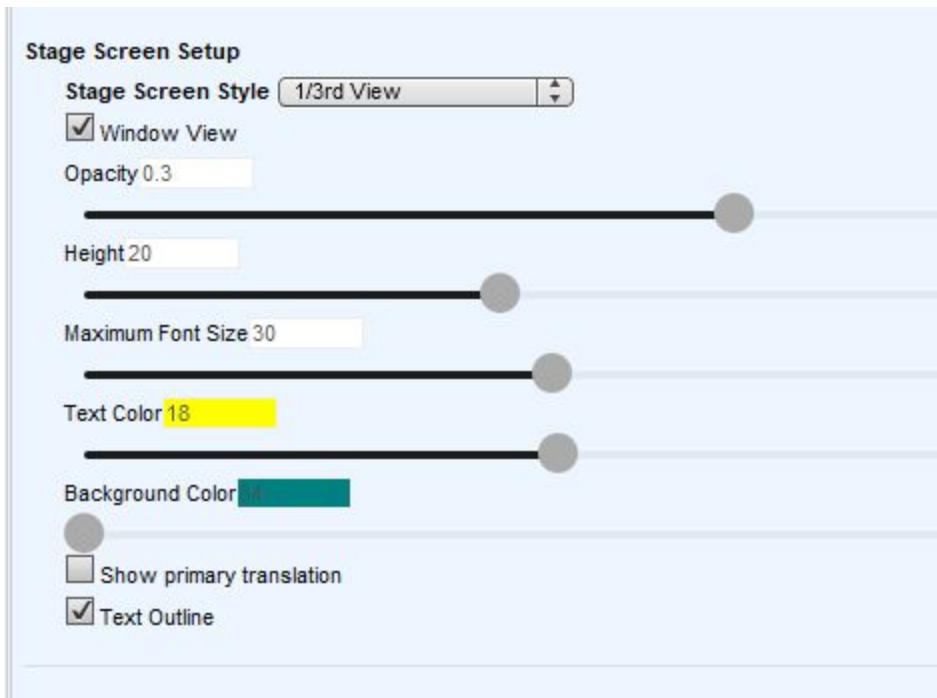 Stage Screen Setup
Stage Screen Style 1/3rd View
Window View
Opacity 0.3
Height 20
Maximum Font Size 30
Text Color 18
Background Color
Show primary translation
Text Outline